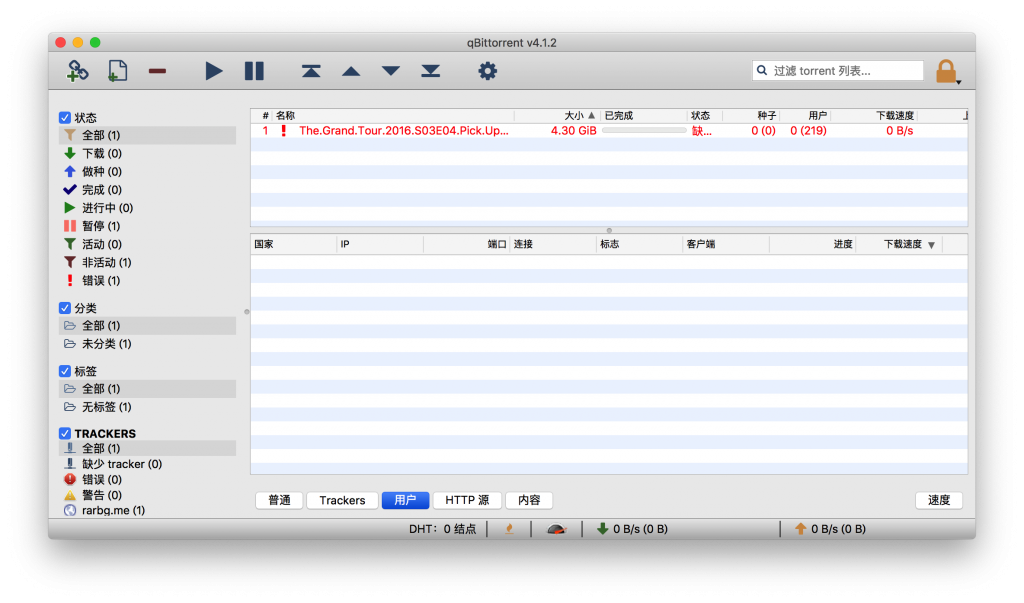 qBittorrent v4.1.2
过滤 torrent 列表...
状态
全部 (1)
下载 (0)
做种 (0)
完成 (0)
进行中 (0)
暂停 (1)
活动 (0)
非活动 (1)
错误 (1)
分类
全部 (1)
未分类 (1)
标签
全部 (1)
无标签 (1)
TRACKERS
全部 (1)
缺少 tracker (0)
错误 (0)
警告 (0)
rarbg.me (1)
# 名称 大小 已完成 状态 种子 用户 下载速度
1 The.Grand.Tour.2016.S03E04.Pick.Up... 4.30 GiB 缺... 0 (0) 0 (219) 0 B/s
国家 IP 端口 连接 标志 客户端 进度 下载速度
普通 Trackers 用户 HTTP 源 内容 速度
DHT: 0 结点 0 B/s (0 B) 0 B/s (0 B)